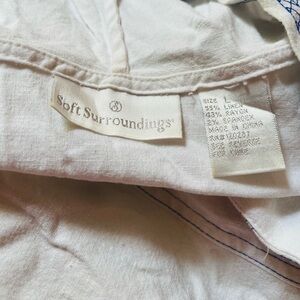 Soft Surroundings
SIZE L
55% LINEN
43% RAYON
2% SPANDEX
MADE IN CHINA
SEE REVERSE
FOR CARE